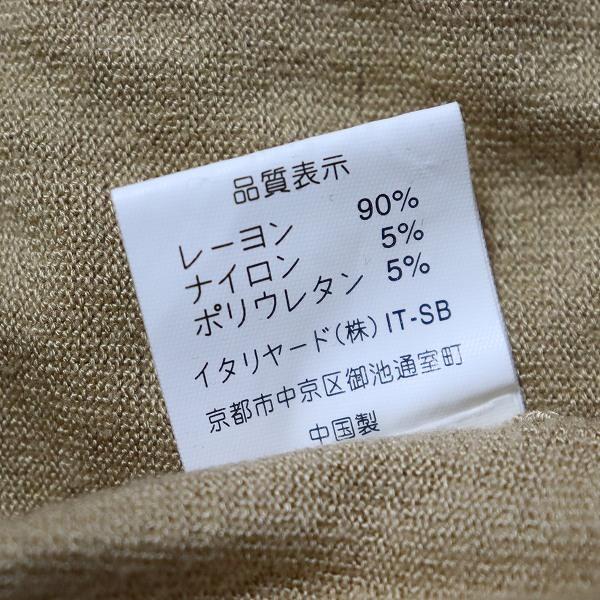 品質表示
レーヨン 90%
ナイロン 5%
ポリウレタン 5%
イタリヤード(株) IT-SB
京都市中京区御池通室町
中国製